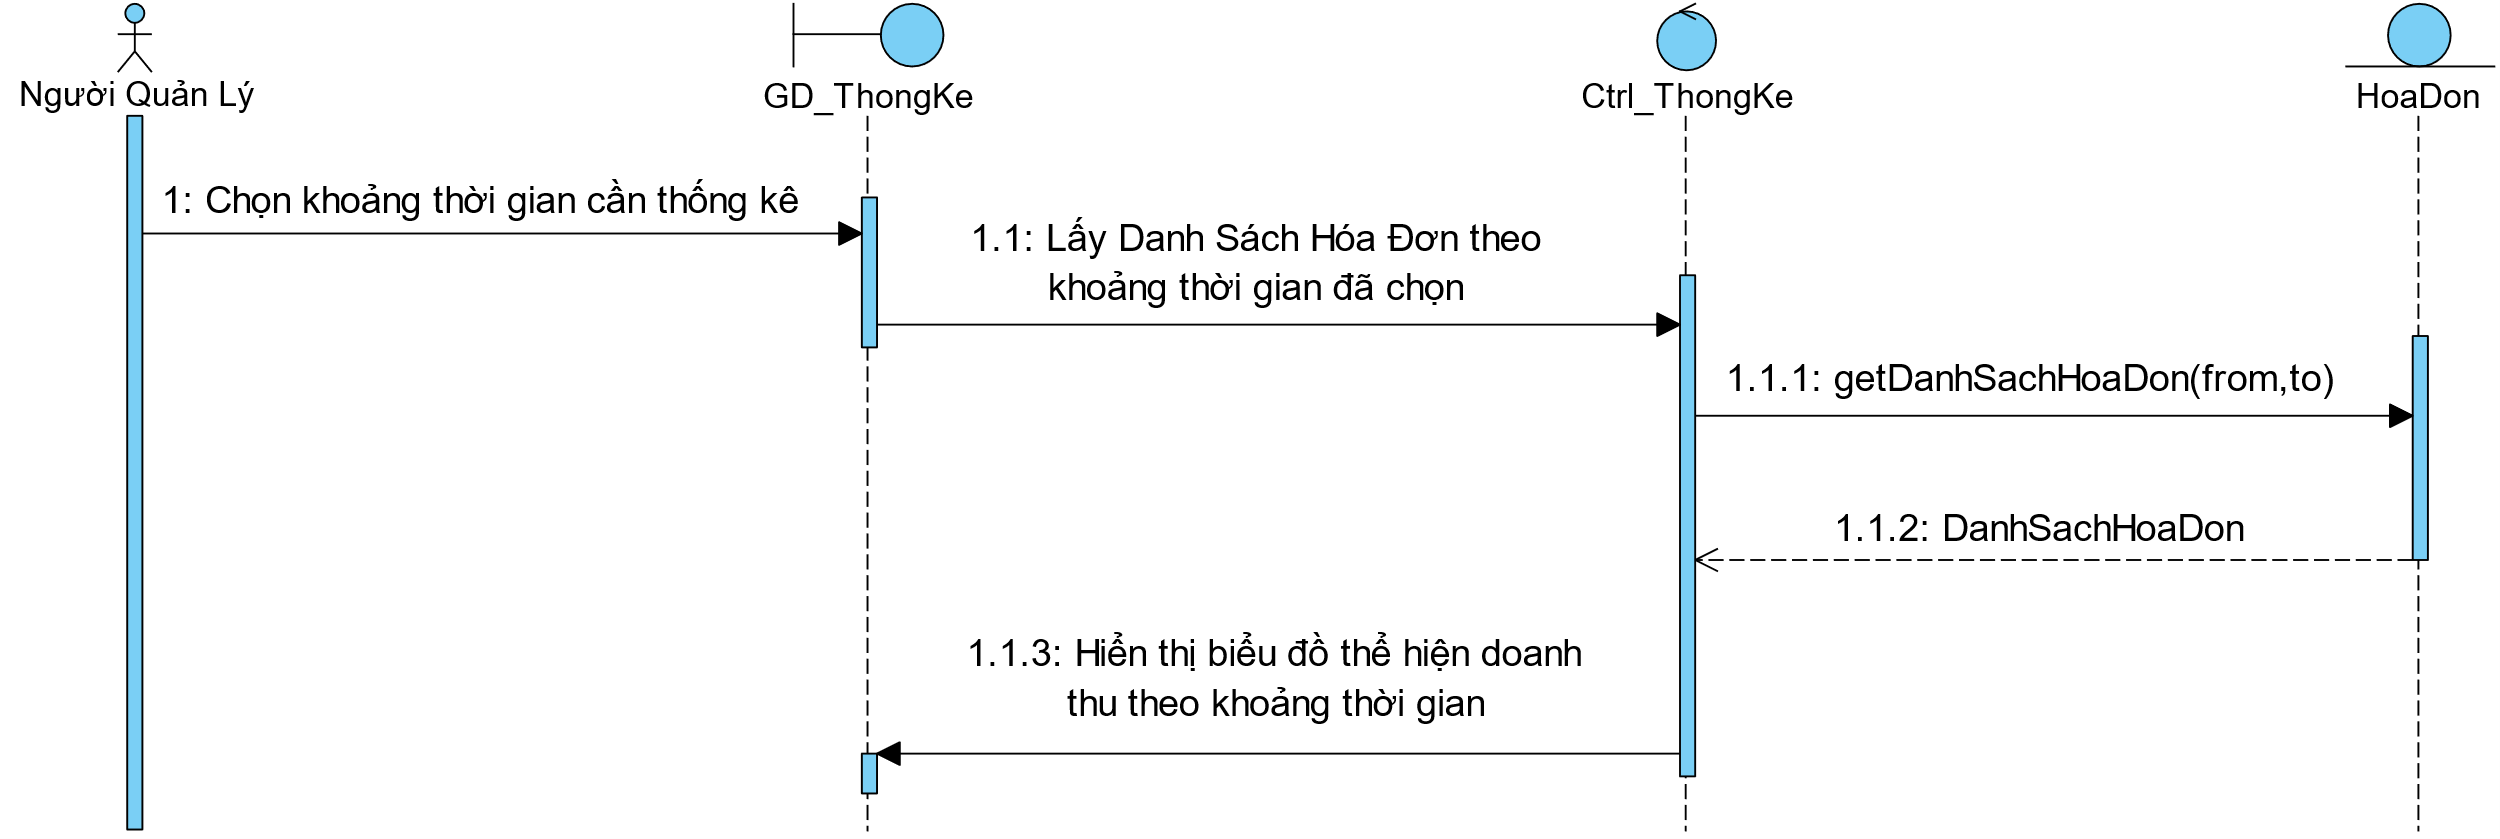 Người Quản Lý
GD_ThongKe
Ctrl_ThongKe
HoaDon
1: Chọn khoảng thời gian cần thống kê
1.1: Lấy Danh Sách Hóa Đơn theo
khoảng thời gian đã chọn
1.1.1: getDanhSachHoaDon(from,to)
1.1.2: DanhSachHoaDon
1.1.3: Hiển thị biểu đồ thể hiện doanh
thu theo khoảng thời gian